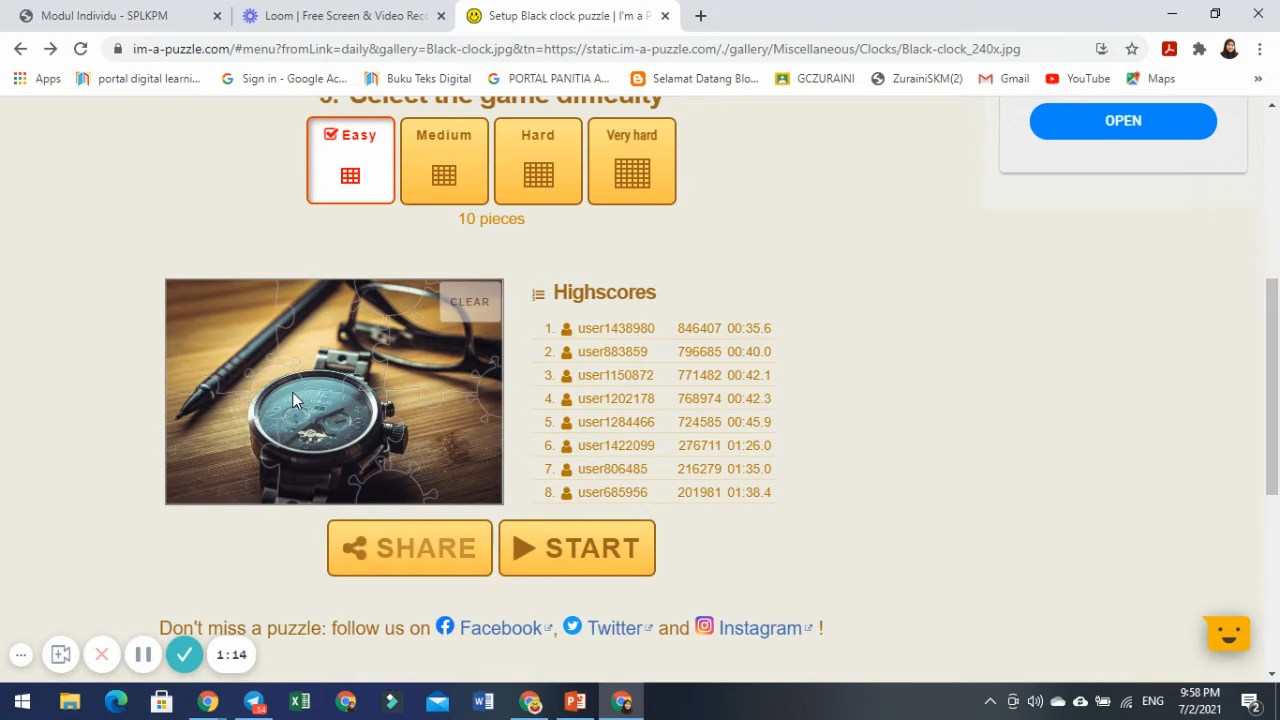 Modul Individu - SPLKPM
Loom | Free Screen & Video Rec
Setup Black clock puzzle | I'm a P
im-a-puzzle.com/#menu?fromLink=daily&gallery=Black-clock.jpg&tn=https://static.im-a-puzzle.com/./gallery/Miscellaneous/Clocks/Black-clock_240x.jpg
Apps portal digital learni... Sign in - Google Ac... Buku Teks Digital PORTAL PANITIA A... Selamat Datang Blo... GCZURAINI ZurainiSKM(2) Gmail YouTube Maps »
Select the game difficulty
OPEN
Easy Medium Hard Very hard
10 pieces
CLEAR
Highscores
1. user1438980 846407 00:35.6
2. user883859 796685 00:40.0
3. user1150872 771482 00:42.1
4. user1202178 768974 00:42.3
5. user1284466 724585 00:45.9
6. user1422099 276711 01:26.0
7. user806485 216279 01:35.0
8. user685956 201981 01:38.4
SHARE START
Don't miss a puzzle: follow us on Facebook, Twitter and Instagram !
1:14
54
ENG
9:58 PM
7/2/2021
2